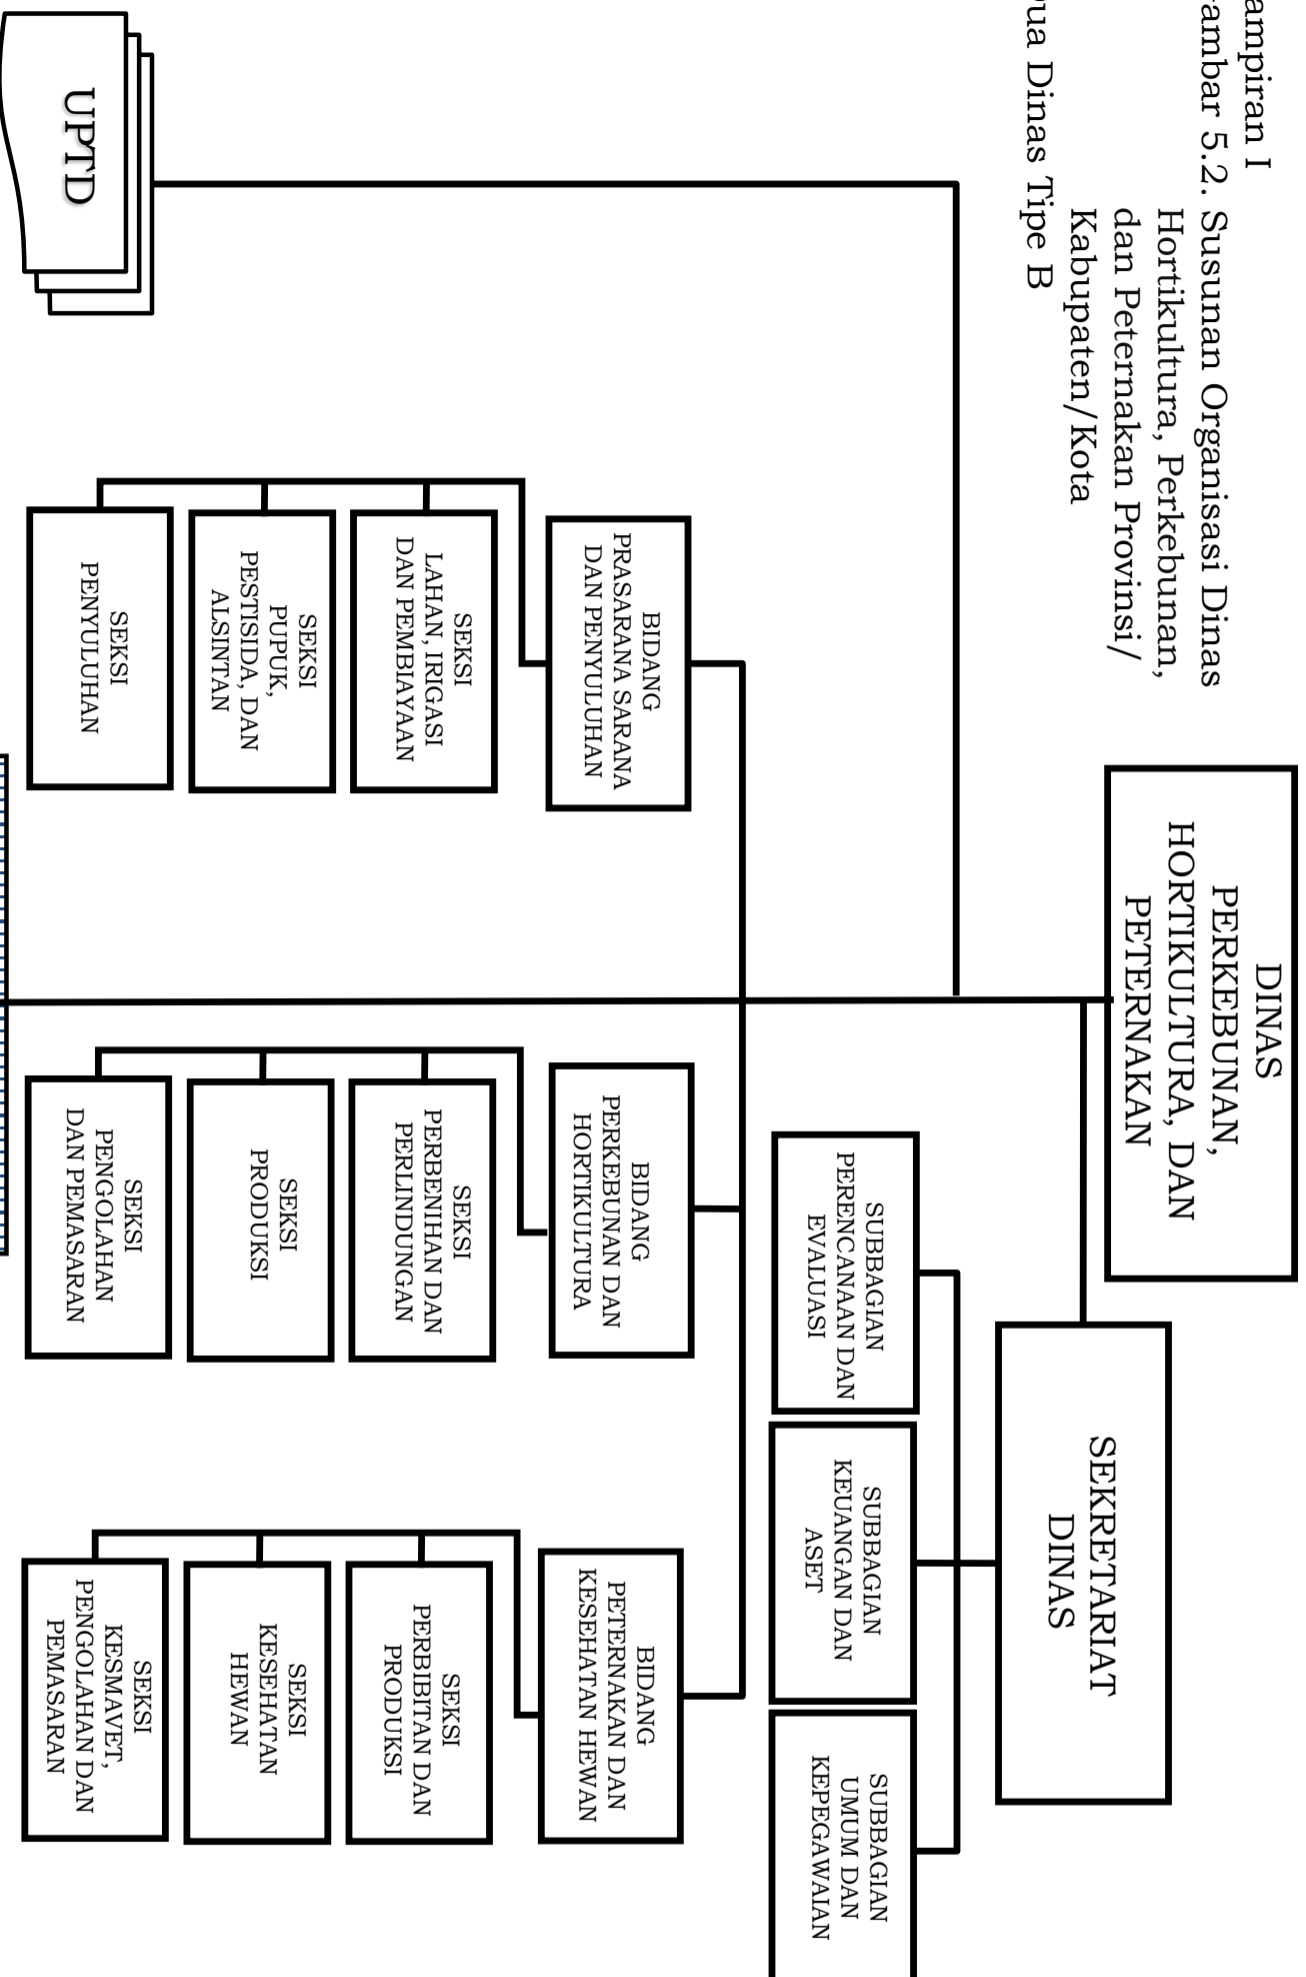 ampiran I
ambar 5.2. Susunan Organisasi Dinas
Hortikultura, Perkebunan,
dan Peternakan Provinsi/
Kabupaten/Kota
ua Dinas Tipe B
DINAS
PERKEBUNAN,
HORTIKULTURA, DAN
PETERNAKAN
SEKRETARIAT
DINAS
SUBBAGIAN
PERENCANAAN DAN
EVALUASI
SUBBAGIAN
KEUANGAN DAN
ASET
SUBBAGIAN
UMUM DAN
KEPEGAWAIAN
BIDANG
PRASARANA SARANA
DAN PENYULUHAN
SEKSI
LAHAN, IRIGASI
DAN PEMBIAYAAN
SEKSI
PUPUK,
PESTISIDA, DAN
ALSINTAN
SEKSI
PENYULUHAN
BIDANG
PERKEBUNAN DAN
HORTIKULTURA
SEKSI
PERBENIHAN DAN
PERLINDUNGAN
SEKSI
PRODUKSI
SEKSI
PENGOLAHAN
DAN PEMASARAN
BIDANG
PETERNAKAN DAN
KESEHATAN HEWAN
SEKSI
PERBIBITAN DAN
PRODUKSI
SEKSI
KESEHATAN
HEWAN
SEKSI
KESMAVET,
PENGOLAHAN DAN
PEMASARAN
UPTD